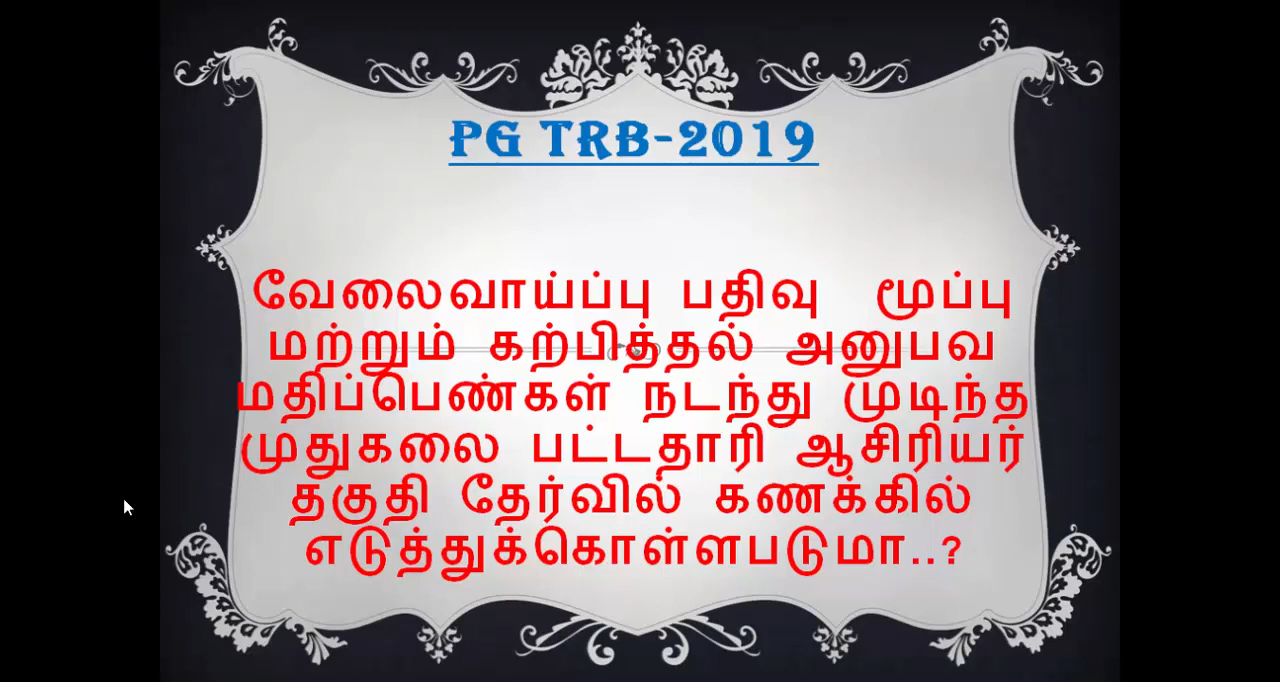 PG TRB-2019
வேலைவாய்ப்பு பதிவு மூப்பு
மற்றும் கற்பித்தல் அனுபவ
மதிப்பெண்கள் நடந்து முடிந்த
முதுகலை பட்டதாரி ஆசிரியர்
தகுதி தேர்வில் கணக்கில்
எடுத்துக்கொள்ளபடுமா..?